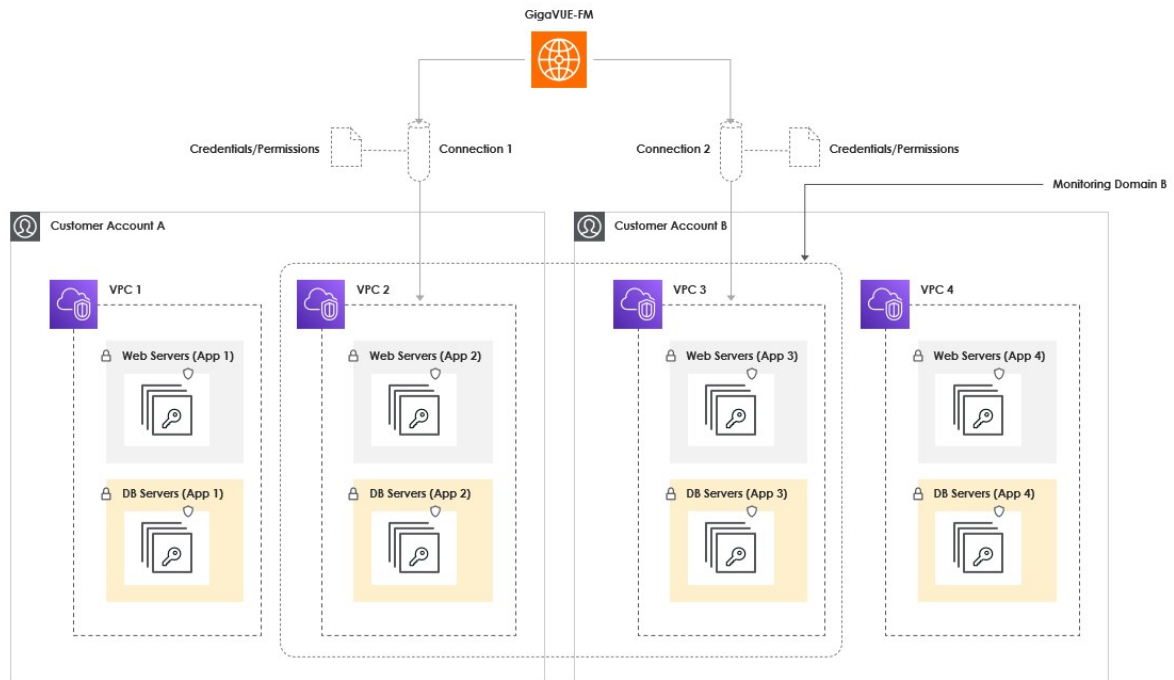 GigaVUE-FM
Credentials/Permissions
Connection 1
Connection 2
Credentials/Permissions
Monitoring Domain B
Customer Account A
Customer Account B
VPC 1
VPC 2
VPC 3
VPC 4
Web Servers (App 1)
Web Servers (App 2)
Web Servers (App 3)
Web Servers (App 4)
DB Servers (App 1)
DB Servers (App 2)
DB Servers (App 3)
DB Servers (App 4)